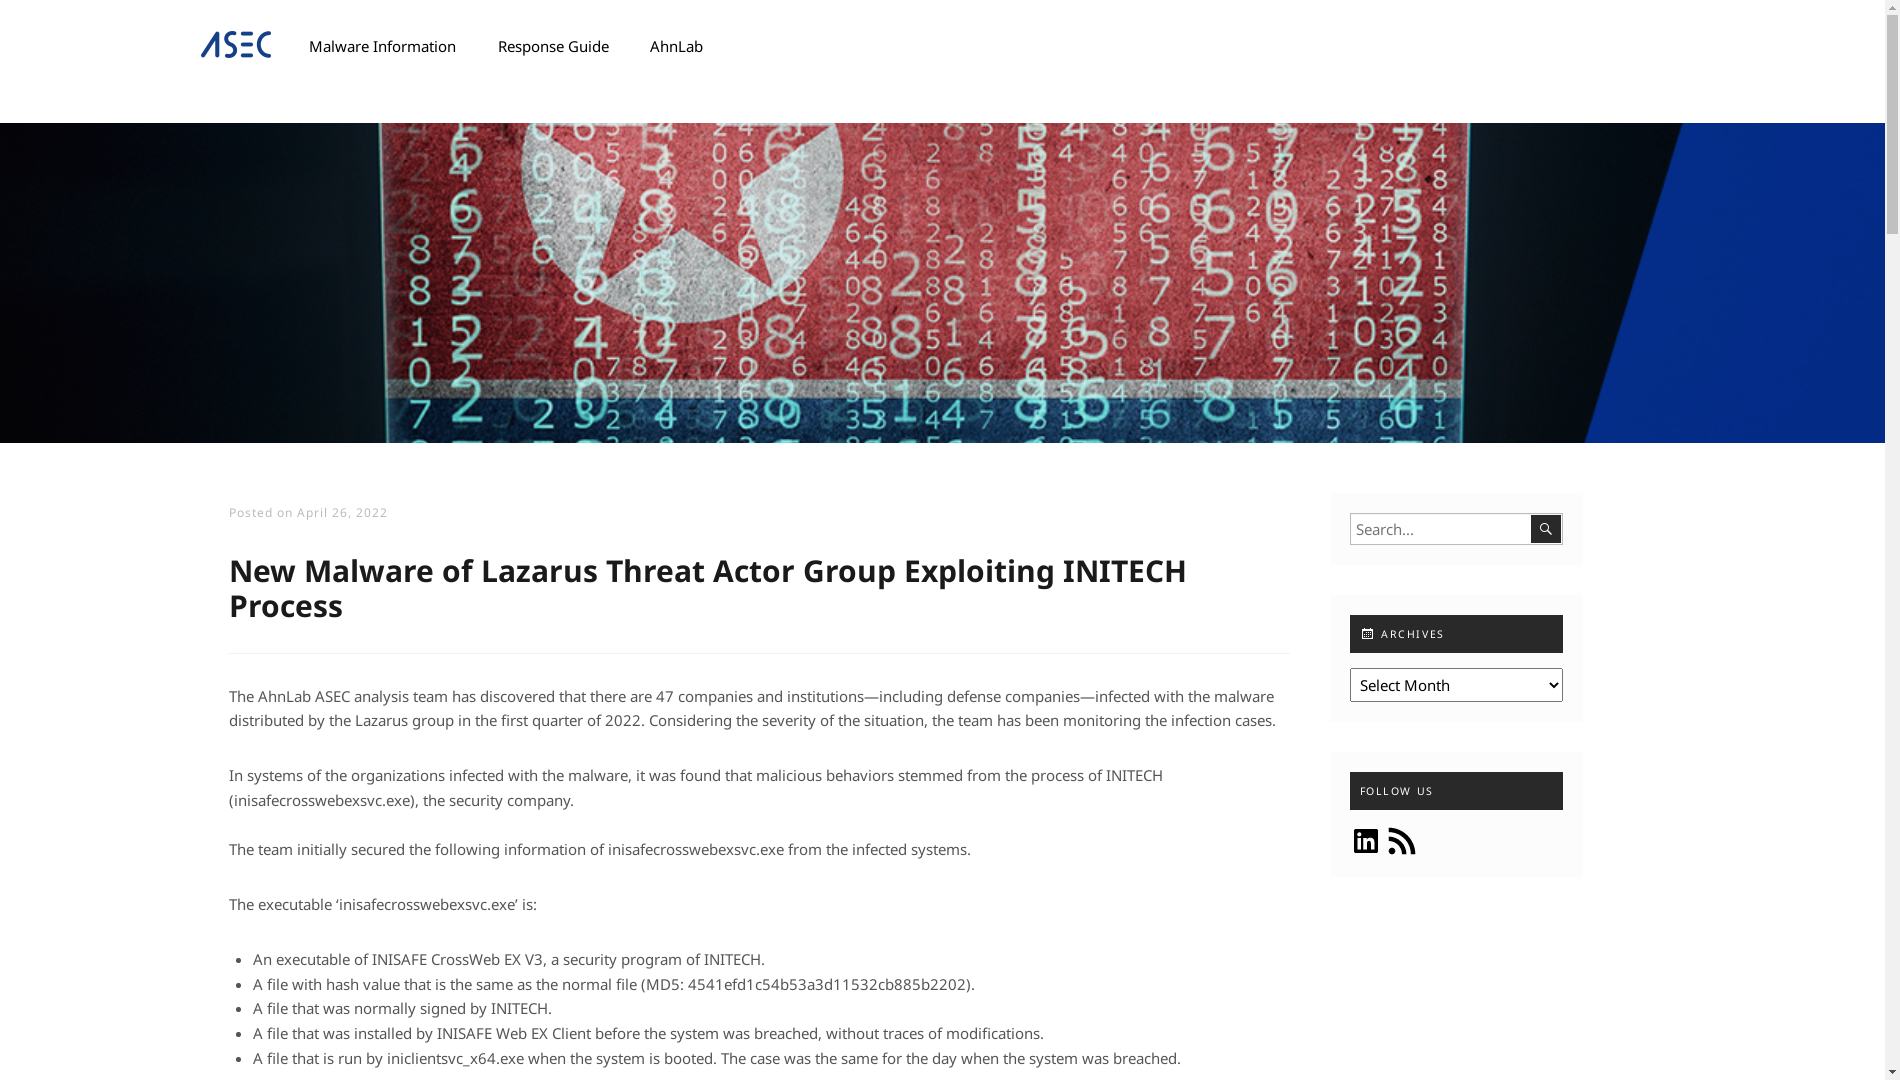 ASEC Malware Information Response Guide AhnLab
Posted on April 26, 2022
New Malware of Lazarus Threat Actor Group Exploiting INITECH
Process
The AhnLab ASEC analysis team has discovered that there are 47 companies and institutions—including defense companies—infected with the malware
distributed by the Lazarus group in the first quarter of 2022. Considering the severity of the situation, the team has been monitoring the infection cases.
In systems of the organizations infected with the malware, it was found that malicious behaviors stemmed from the process of INITECH
(inisafecrosswebexsvc.exe), the security company.
The team initially secured the following information of inisafecrosswebexsvc.exe from the infected systems.
The executable ‘inisafecrosswebexsvc.exe’ is:
An executable of INISAFE CrossWeb EX V3, a security program of INITECH.
A file with hash value that is the same as the normal file (MD5: 4541efd1c54b53a3d11532cb885b2202).
A file that was normally signed by INITECH.
A file that was installed by INISAFE Web EX Client before the system was breached, without traces of modifications.
A file that is run by iniclientsvc_x64.exe when the system is booted. The case was the same for the day when the system was breached.
Search...
ARCHIVES
Select Month
FOLLOW US
in